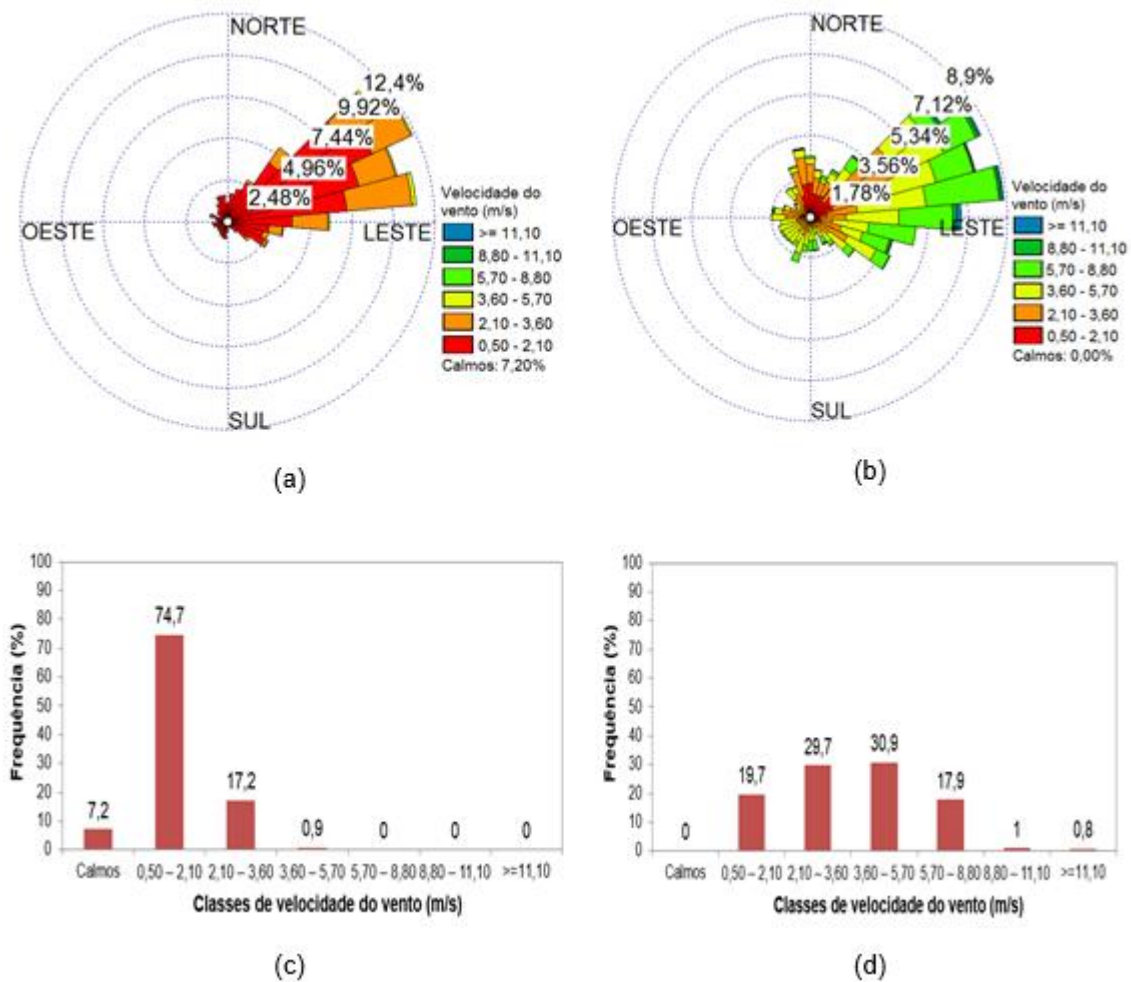 NORTE
12,4%
9,92%
7,44%
4,96%
2,48%
OESTE
LESTE
SUL
Velocidade do
vento (m/s)
>= 11,10
8,80 - 11,10
5,70 - 8,80
3,60 - 5,70
2,10 - 3,60
0,50 - 2,10
Calmos: 7,20%
(a)
NORTE
8,9%
7,12%
5,34%
3,56%
1,78%
OESTE
LESTE
SUL
Velocidade do
vento (m/s)
>= 11,10
8,80 - 11,10
5,70 - 8,80
3,60 - 5,70
2,10 - 3,60
0,50 - 2,10
Calmos: 0,00%
(b)
Frequência (%)
100
90
80
70
60
50
40
30
20
10
0
7,2
74,7
17,2
0,9
0
0
0
Calmos 0,50 – 2,10 2,10 – 3,60 3,60 – 5,70 5,70 – 8,80 8,80 – 11,10 >=11,10
Classes de velocidade do vento (m/s)
(c)
Frequência (%)
100
90
80
70
60
50
40
30
20
10
0
0
19,7
29,7
30,9
17,9
1
0,8
Calmos 0,50 – 2,10 2,10 – 3,60 3,60 – 5,70 5,70 – 8,80 8,80 – 11,10 >=11,10
Classes de velocidade do vento (m/s)
(d)